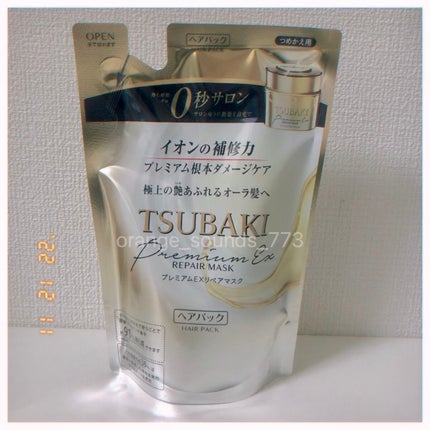 OPEN
ヘアパック
HAIR PACK
つめかえ用
0秒サロン
TSUBAKI
イオンの補修力
プレミアム根本ダメージケア
極上の艶あふれるオーラ髪へ
TSUBAKI
orange_sounds_773
Premium Ex
REPAIR MASK
プレミアムEXリペアマスク
ヘアパック
HAIR PACK
11 21 '22